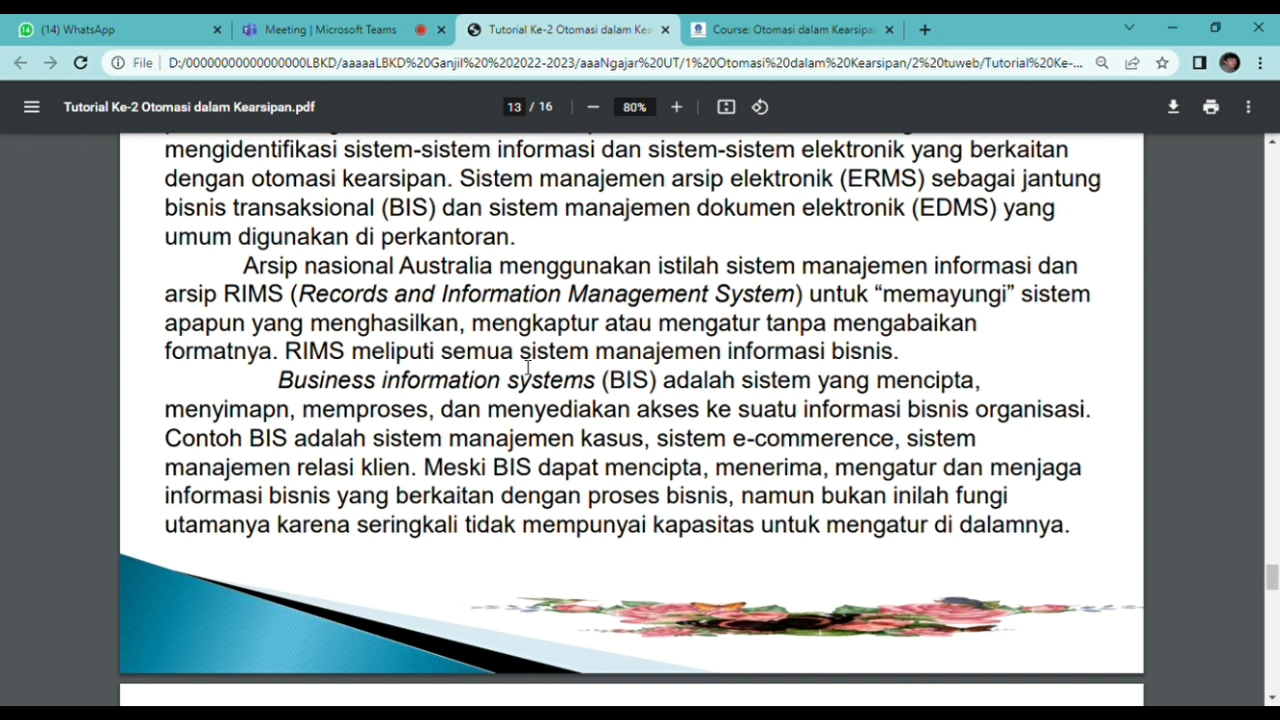 (14) WhatsApp
Meeting | Microsoft Teams
Tutorial Ke-2 Otomasi dalam Kea
Course: Otomasi dalam Kearsipa
File
D:/00000000000000000LBKD/aaaaaLBKD%20Ganjil%20%202022-2023/aaaNgajar%20UT/1%20Otomasi%20dalam%20Kearsipan/2%20tuweb/Tutorial%20Ke-...
Tutorial Ke-2 Otomasi dalam Kearsipan.pdf
13 / 16
80%
mengidentifikasi sistem-sistem informasi dan sistem-sistem elektronik yang berkaitan
dengan otomasi kearsipan. Sistem manajemen arsip elektronik (ERMS) sebagai jantung
bisnis transaksional (BIS) dan sistem manajemen dokumen elektronik (EDMS) yang
umum digunakan di perkantoran.
Arsip nasional Australia menggunakan istilah sistem manajemen informasi dan
arsip RIMS (Records and Information Management System) untuk “memayungi” sistem
apapun yang menghasilkan, mengkaptur atau mengatur tanpa mengabaikan
formatnya. RIMS meliputi semua sistem manajemen informasi bisnis.
Business information systems (BIS) adalah sistem yang mencipta,
menyimapn, memproses, dan menyediakan akses ke suatu informasi bisnis organisasi.
Contoh BIS adalah sistem manajemen kasus, sistem e-commerence, sistem
manajemen relasi klien. Meski BIS dapat mencipta, menerima, mengatur dan menjaga
informasi bisnis yang berkaitan dengan proses bisnis, namun bukan inilah fungi
utamanya karena seringkali tidak mempunyai kapasitas untuk mengatur di dalamnya.